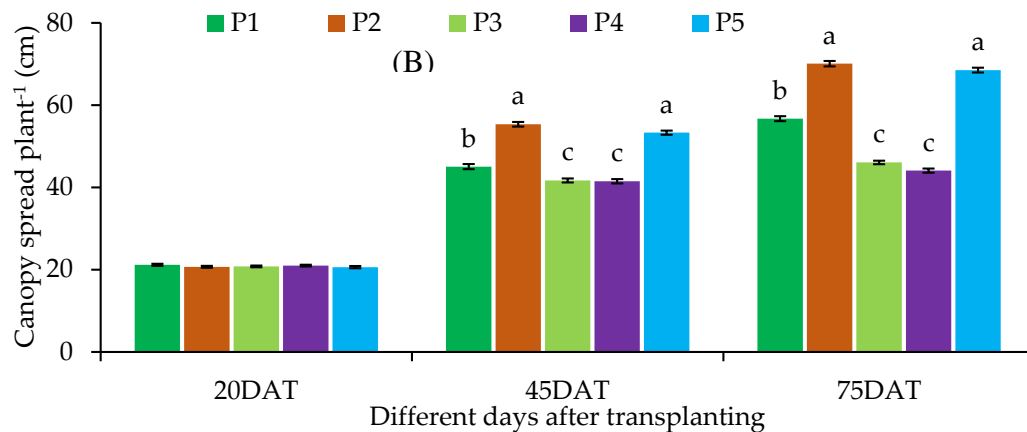 P1 P2 P3 P4 P5
(B)
Canopy spread plant⁻¹ (cm)
80
60
40
20
0
b a c c a
b a c c a
20DAT 45DAT 75DAT
Different days after transplanting